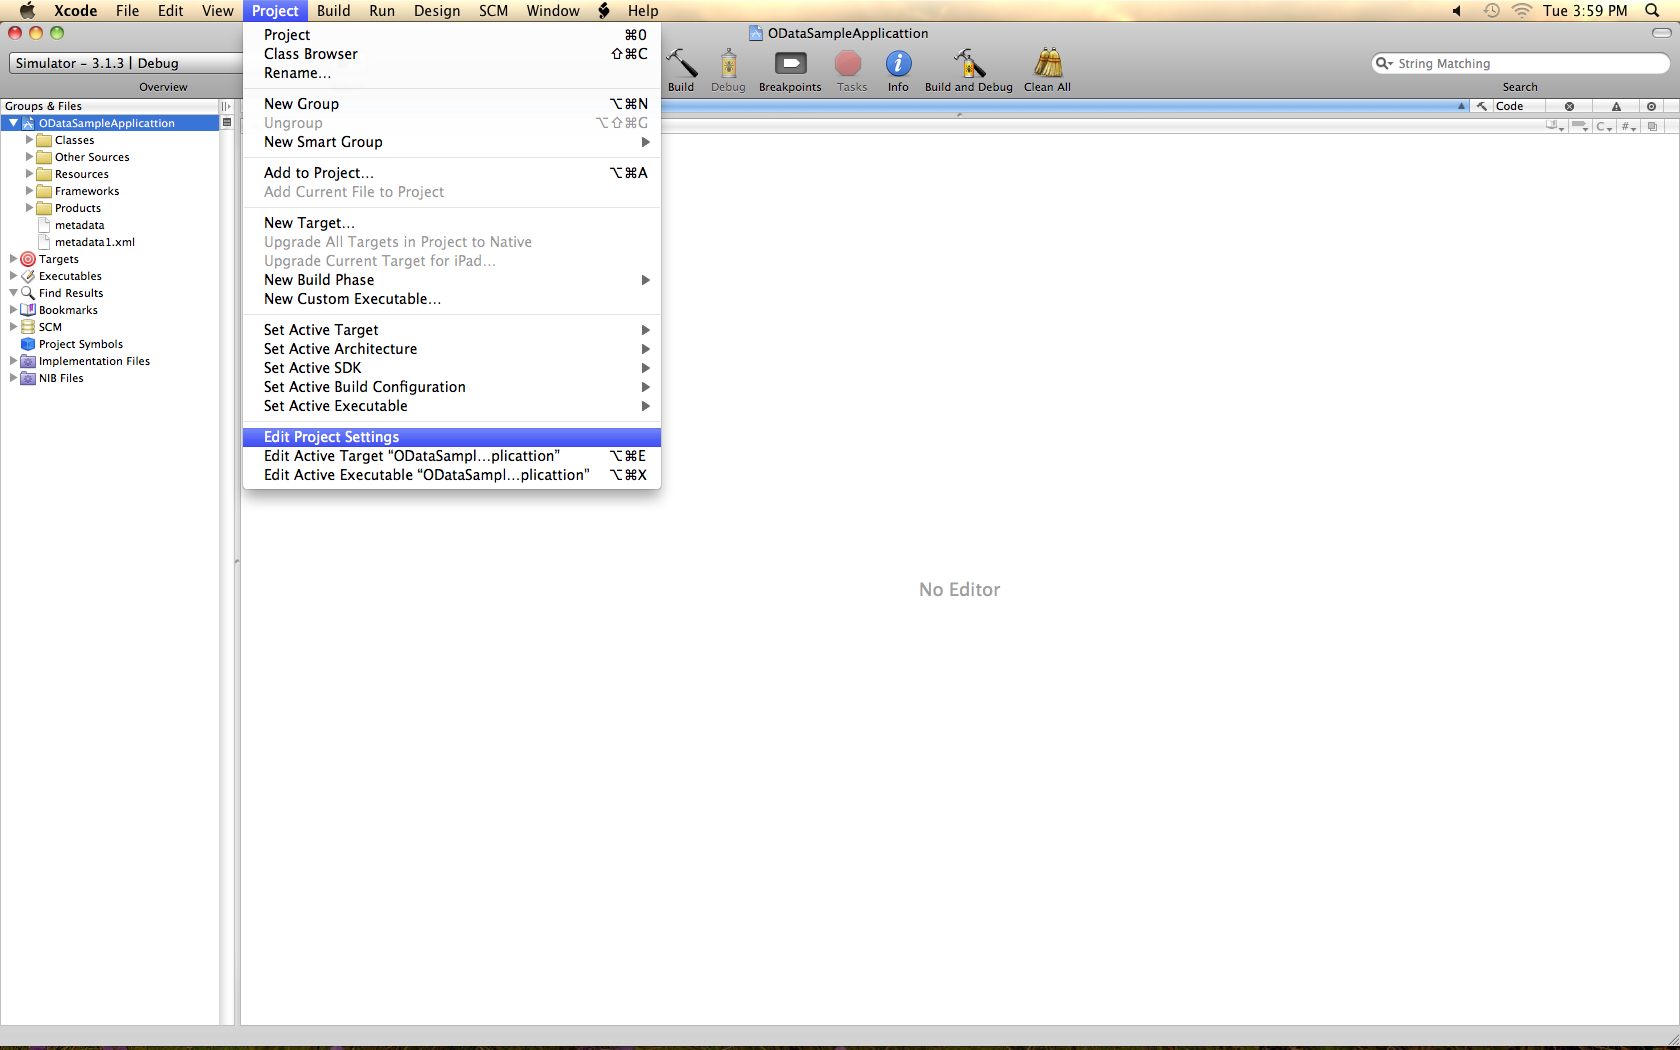 Xcode File Edit View Project Build Run Design SCM Window Help Tue 3:59 PM
ODataSampleApplicattion
Simulator – 3.1.3 | Debug
Overview
Build Debug Breakpoints Tasks Info Build and Debug Clean All
String Matching
Search
Groups & Files
Code
ODataSampleApplicattion
Classes
Other Sources
Resources
Frameworks
Products
metadata
metadata1.xml
Targets
Executables
Find Results
Bookmarks
SCM
Project Symbols
Implementation Files
NIB Files
Project ⌘0
Class Browser ⇧⌘C
Rename...
New Group ⌥⌘N
Ungroup ⌥⇧⌘G
New Smart Group
Add to Project... ⌥⌘A
Add Current File to Project
New Target...
Upgrade All Targets in Project to Native
Upgrade Current Target for iPad...
New Build Phase
New Custom Executable...
Set Active Target
Set Active Architecture
Set Active SDK
Set Active Build Configuration
Set Active Executable
Edit Project Settings
Edit Active Target “ODataSampl...plicattion” ⌥⌘E
Edit Active Executable “ODataSampl...plicattion” ⌥⌘X
C #
No Editor